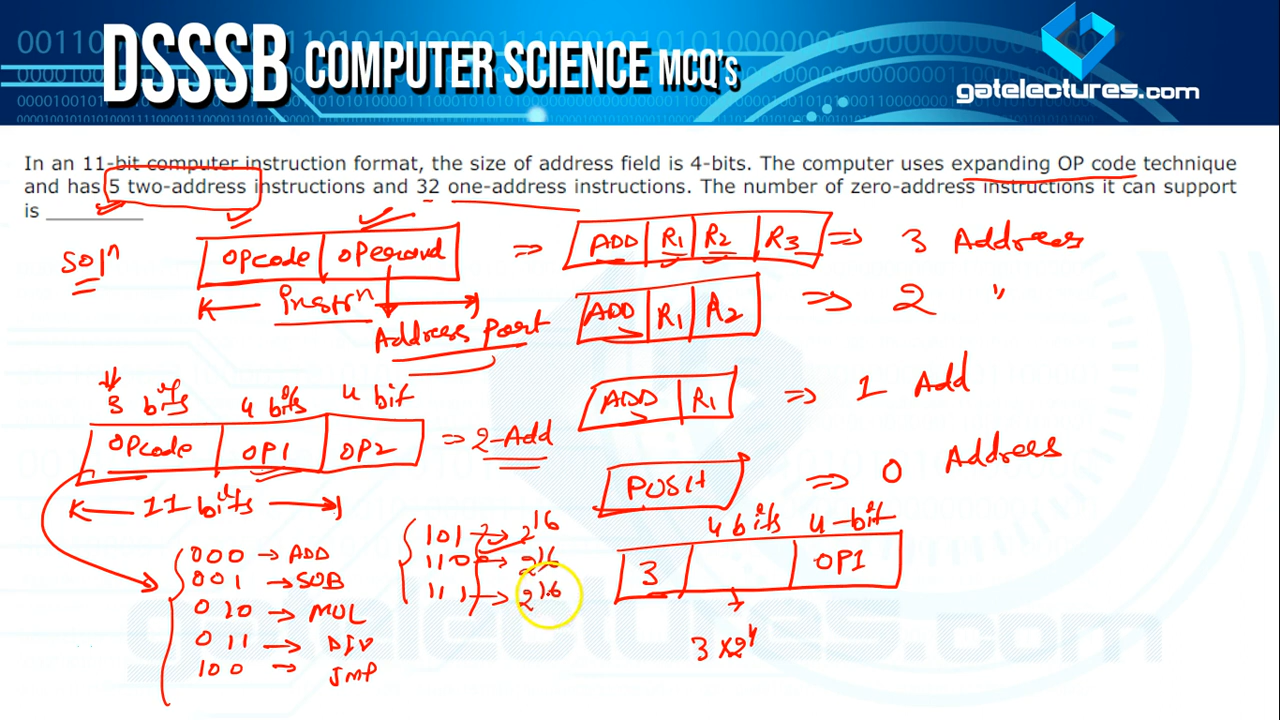 DSSSB COMPUTER SCIENCE MCQ's
gatelectures.com
In an 11-bit computer instruction format, the size of address field is 4-bits. The computer uses expanding OP code technique
and has 5 two-address instructions and 32 one-address instructions. The number of zero-address instructions it can support
is ________
Solⁿ
opcode operand ⇒ ADD R1 R2 R3 ⇒ 3 Address
instrⁿ
Address part
ADD R1 R2 ⇒ 2 "
ADD R1 ⇒ 1 Add
3 bits 4 bits 4 bit
opcode OP1 OP2 ⇒ 2-Add
11 bits
PUSH ⇒ 0 Address
000 → ADD
001 → SUB
010 → MUL
011 → DIV
100 → JMP
101 → 2^16
110 → 2^16
111 → 2^16
4 bits 4-bit
3 OP1
3 x 2^4
gatelectures.com